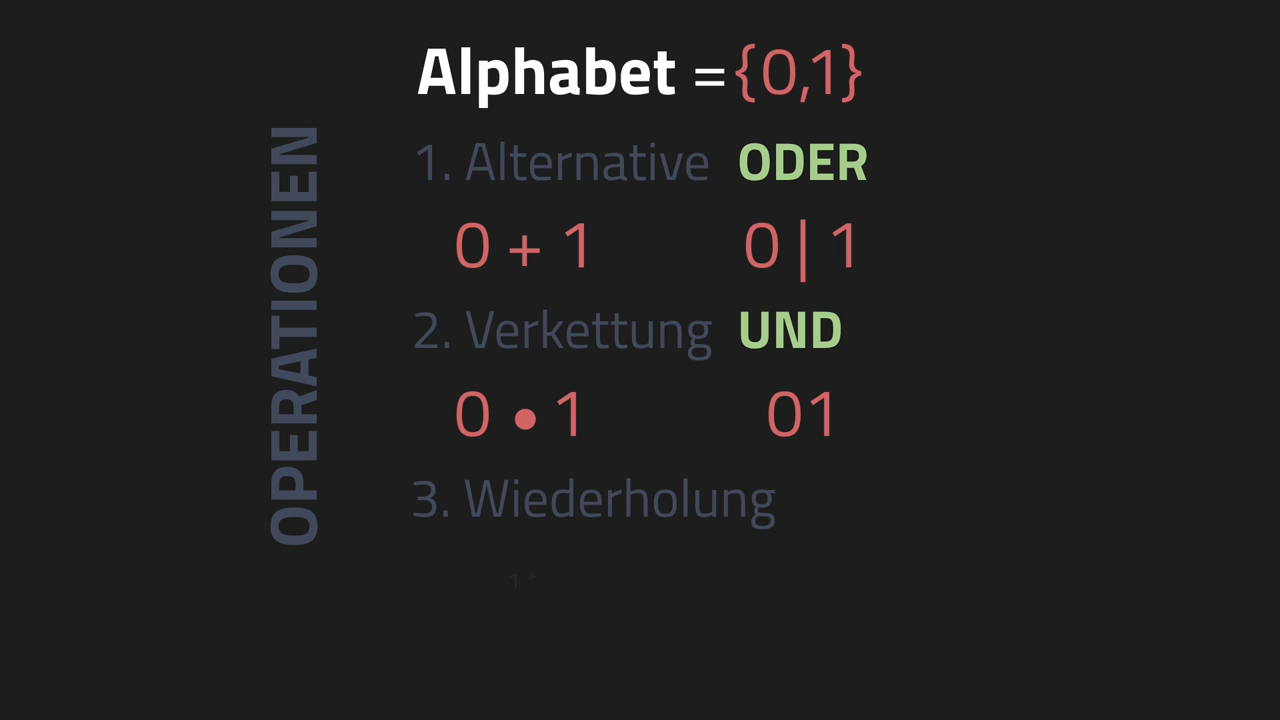 Alphabet = {0,1}
OPERATIONEN
1. Alternative ODER
0 + 1 0 | 1
2. Verkettung UND
0 • 1 01
3. Wiederholung
1*